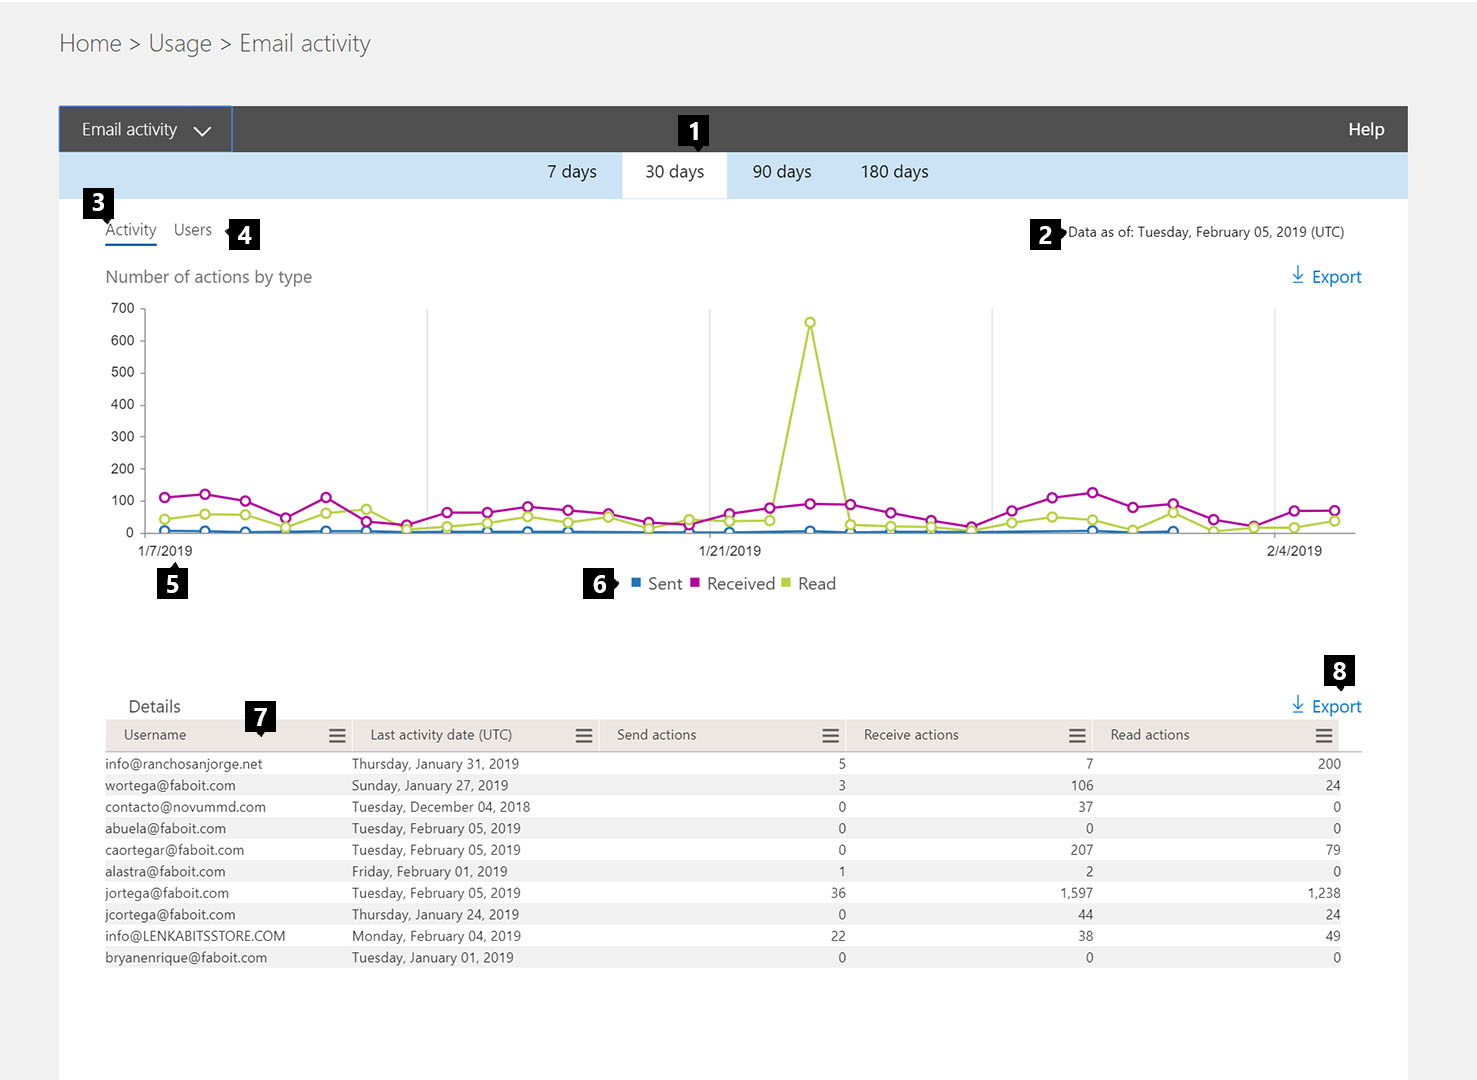 Home > Usage > Email activity
Email activity
1
Help
7 days 30 days 90 days 180 days
3
Activity Users 4
2 Data as of: Tuesday, February 05, 2019 (UTC)
Number of actions by type
Export
700
600
500
400
300
200
100
0
1/7/2019 1/21/2019 2/4/2019
5
6 Sent Received Read
8
Details
7
Export
Username Last activity date (UTC) Send actions Receive actions Read actions
info@ranchosanjorge.net Thursday, January 31, 2019 5 7 200
wortega@faboit.com Sunday, January 27, 2019 3 106 24
contacto@novummd.com Tuesday, December 04, 2018 0 37 0
abuela@faboit.com Tuesday, February 05, 2019 0 0 0
caortegar@faboit.com Tuesday, February 05, 2019 0 207 79
alastra@faboit.com Friday, February 01, 2019 1 2 0
jortega@faboit.com Tuesday, February 05, 2019 36 1,597 1,238
jcortega@faboit.com Thursday, January 24, 2019 0 44 24
info@LENKABITSSTORE.COM Monday, February 04, 2019 22 38 49
bryanenrique@faboit.com Tuesday, January 01, 2019 0 0 0